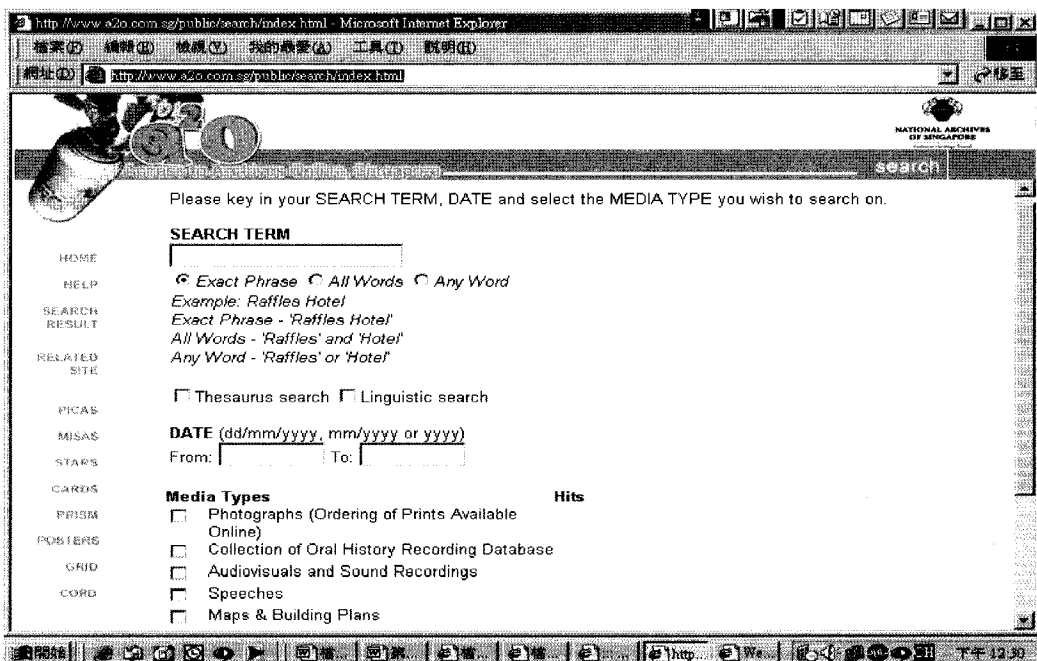 http://www.a2o.com.sg/public/search/index.html - Microsoft Internet Explorer
檔案(F) 編輯(E) 檢視(V) 我的最愛(A) 工具(T) 說明(H)
網址(D) http://www.a2o.com.sg/public/search/index.html 移至
a2o
NATIONAL ARCHIVES
OF SINGAPORE
search
Please key in your SEARCH TERM, DATE and select the MEDIA TYPE you wish to search on.
SEARCH TERM
Exact Phrase All Words Any Word
Example: Raffles Hotel
Exact Phrase - 'Raffles Hotel'
All Words - 'Raffles' and 'Hotel'
Any Word - 'Raffles' or 'Hotel'
Thesaurus search Linguistic search
DATE (dd/mm/yyyy, mm/yyyy or yyyy)
From: To:
Media Types Hits
Photographs (Ordering of Prints Available
Online)
Collection of Oral History Recording Database
Audiovisuals and Sound Recordings
Speeches
Maps & Building Plans
HOME
HELP
SEARCH
RESULT
RELATED
SITE
PICAS
MISAS
STARS
CARDS
PRISM
POSTERS
GRID
CORD
開始 http... We... 下午 12:30